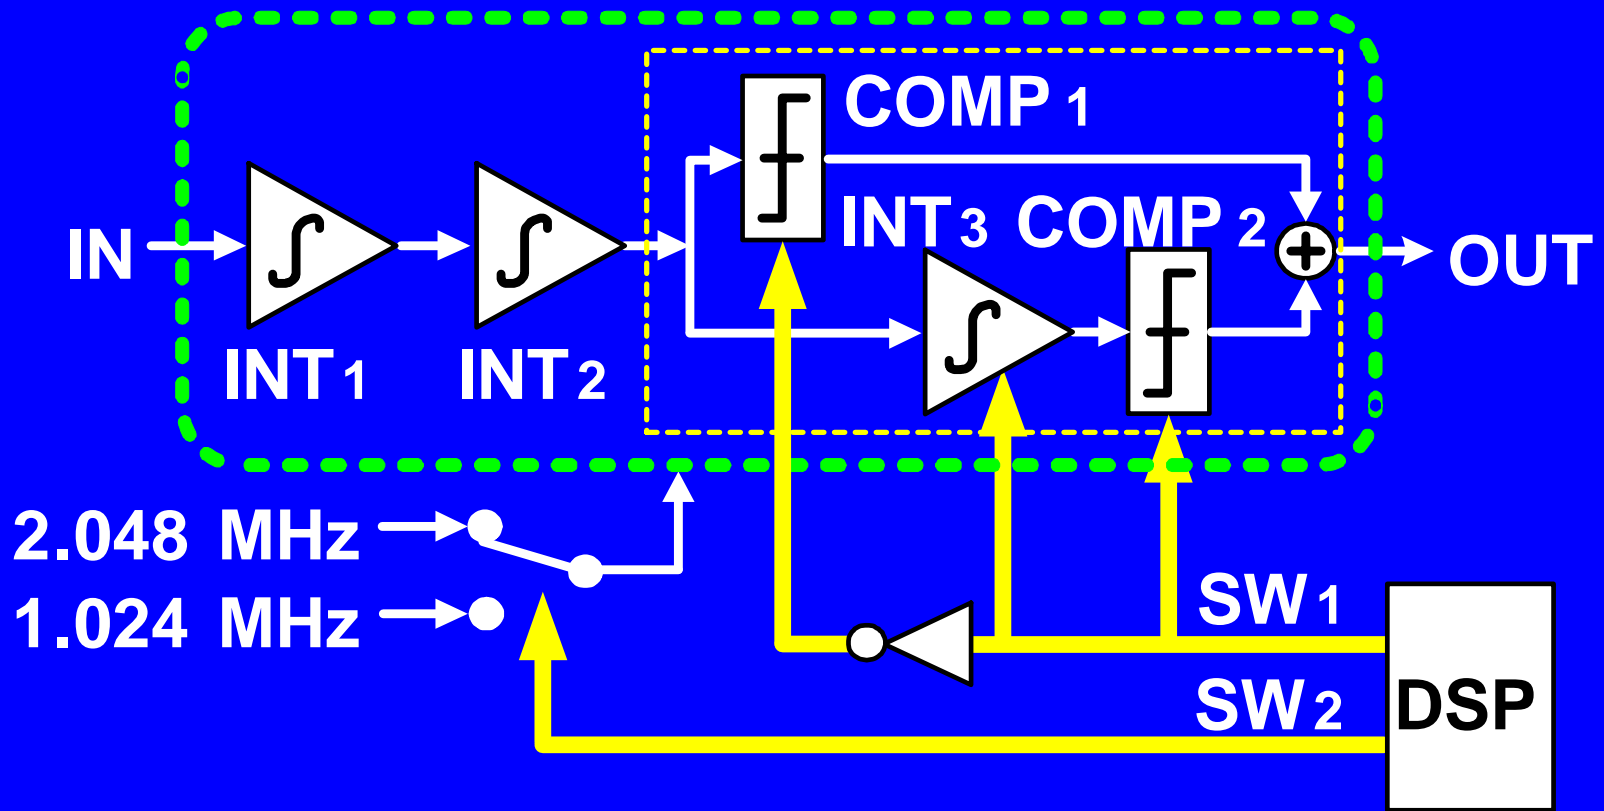 COMP 1
IN
INT 3 COMP 2
OUT
INT 1
INT 2
2.048 MHz
1.024 MHz
SW 1
SW 2
DSP